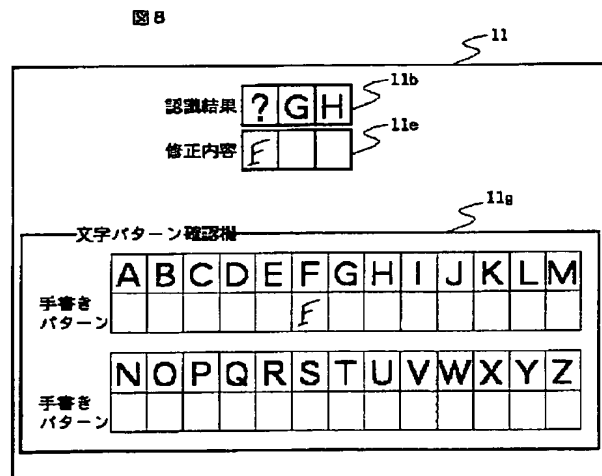 図8
11
認識結果 ? G H 11b
修正内容 F 11e
11g
文字パターン確認欄
A B C D E F G H I J K L M
手書き
パターン F
N O P Q R S T U V W X Y Z
手書き
パターン